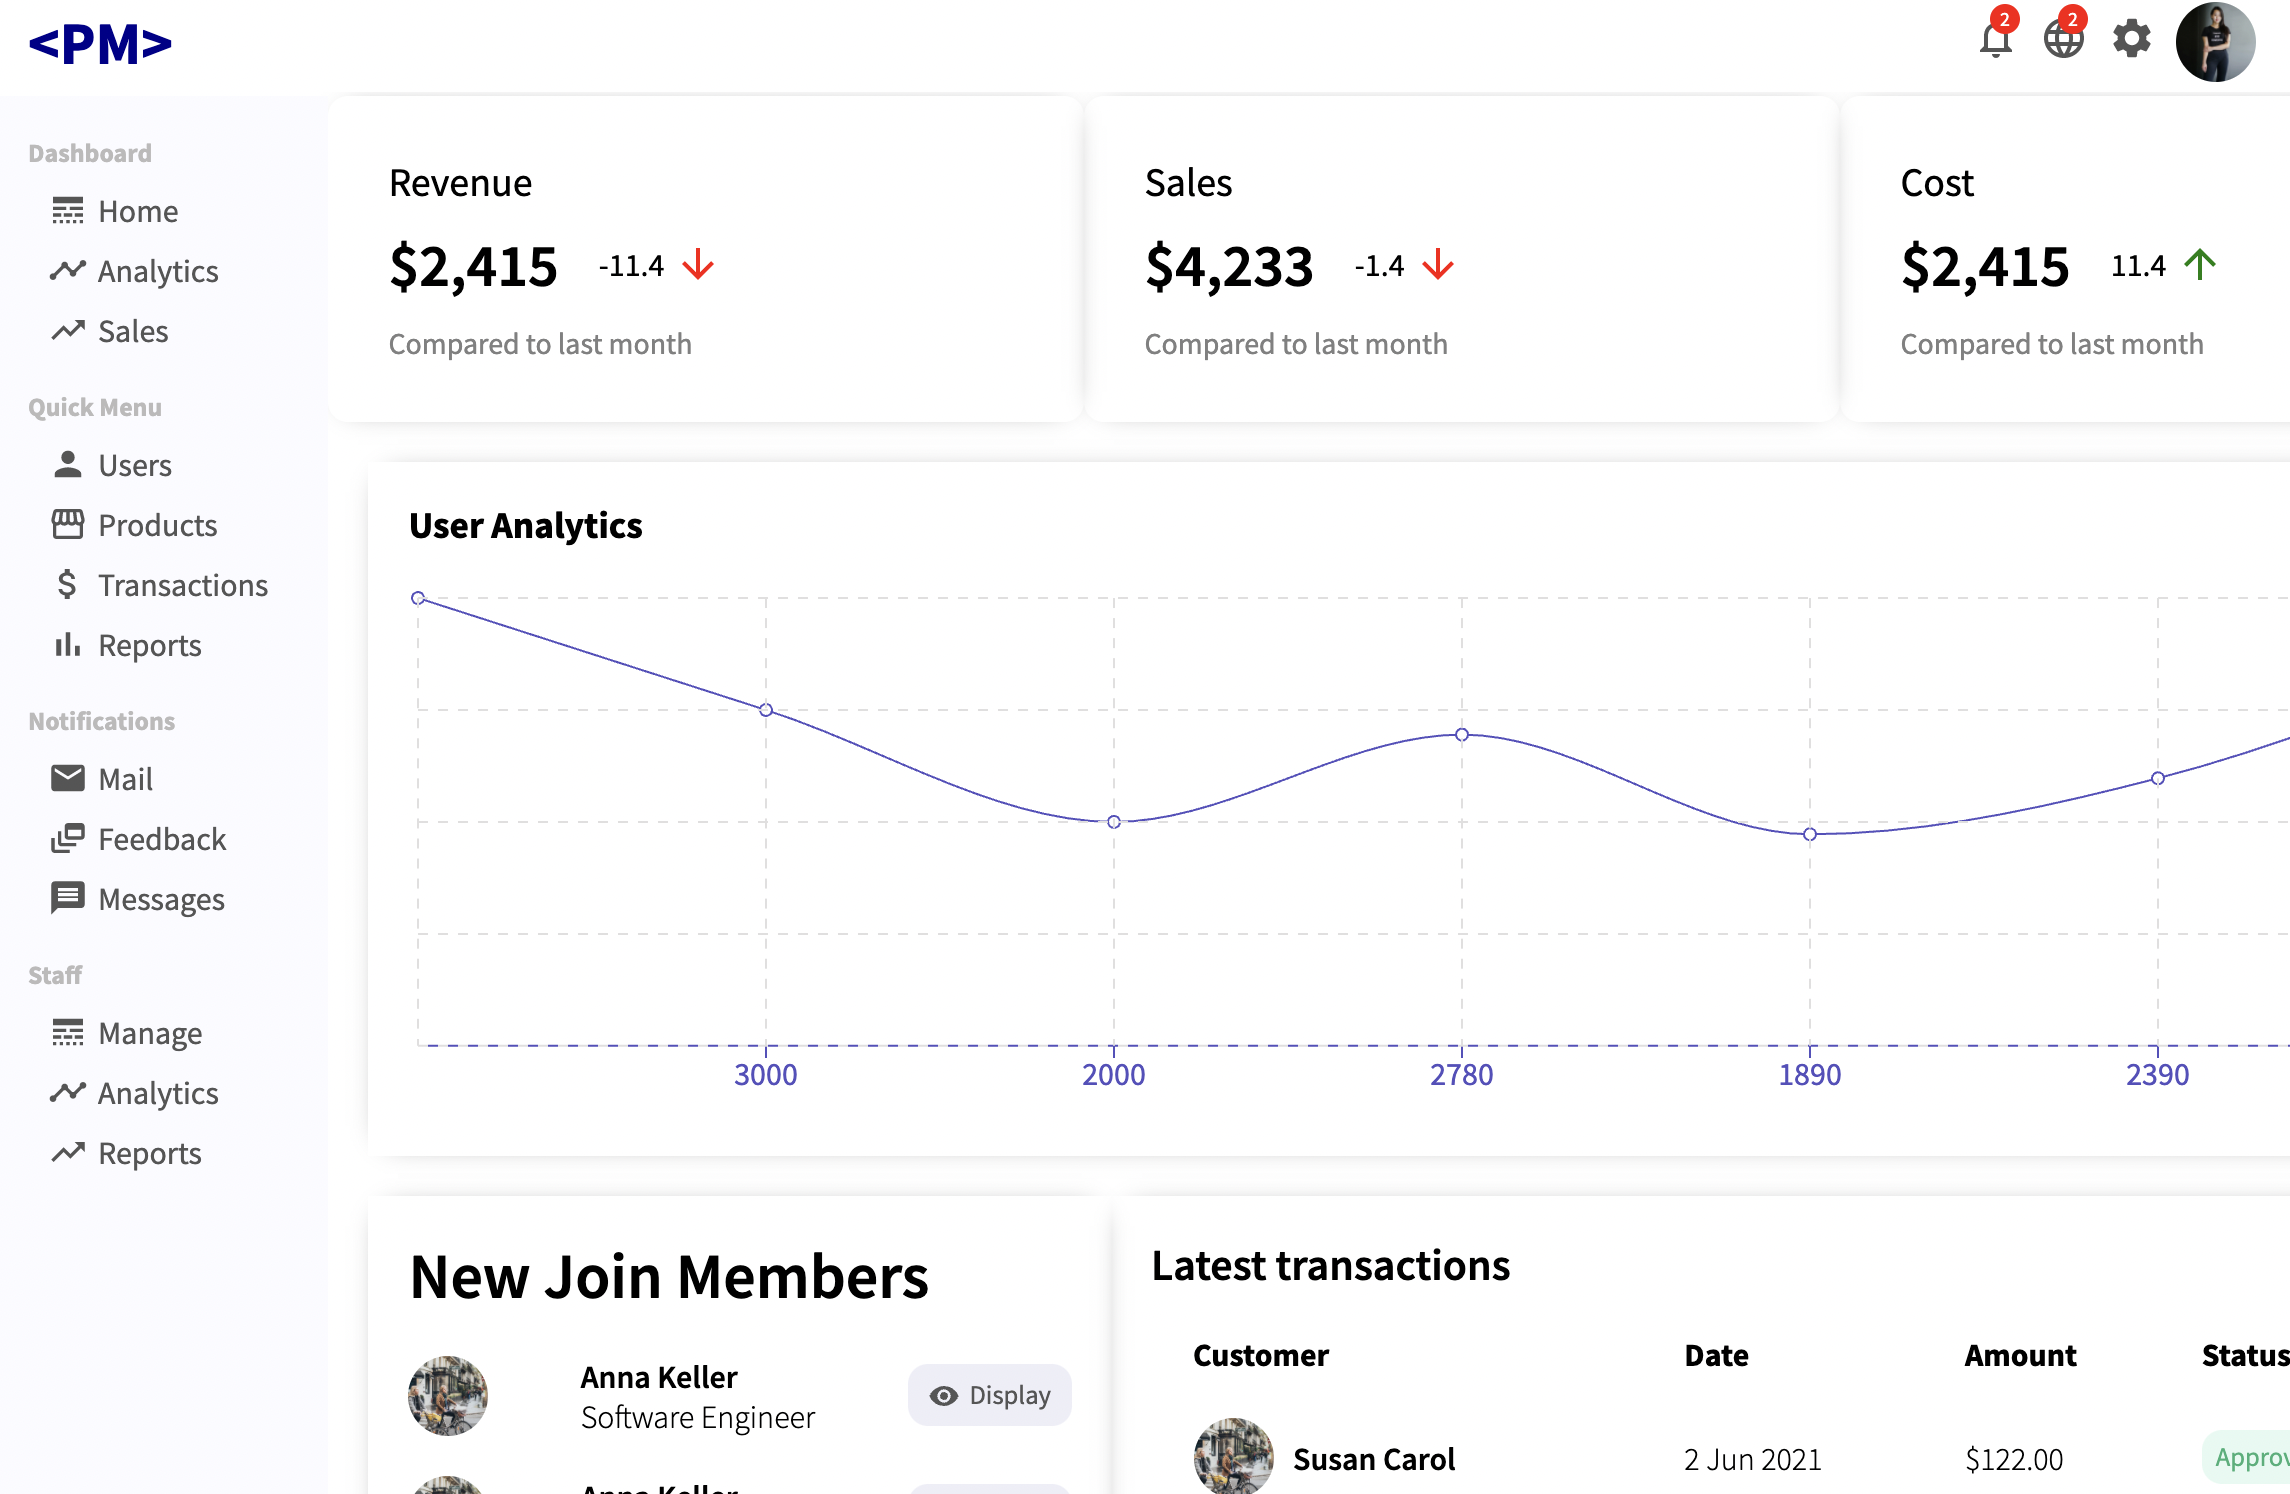 <PM>
2
2
Dashboard
Home
Analytics
Sales
Quick Menu
Users
Products
Transactions
Reports
Notifications
Mail
Feedback
Messages
Staff
Manage
Analytics
Reports
Revenue
$2,415 -11.4
Compared to last month
Sales
$4,233 -1.4
Compared to last month
Cost
$2,415 11.4
Compared to last month
User Analytics
3000 2000 2780 1890 2390
New Join Members
Anna Keller
Software Engineer
Display
Anna Keller
Latest transactions
Customer Date Amount Status
Susan Carol 2 Jun 2021 $122.00 Approv